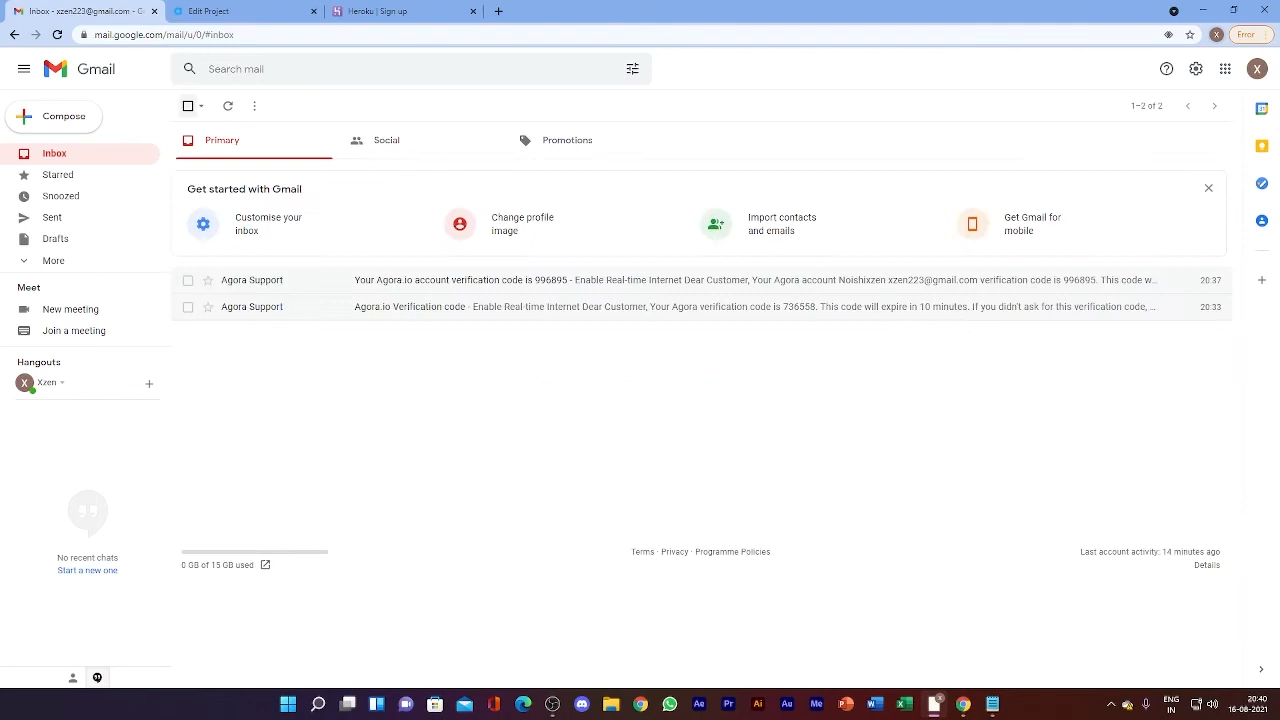 Inbox - xzen223@gmail.com - G
Edit Project
Heroku | Sign up
mail.google.com/mail/u/0/#inbox
X
Error
Gmail
Search mail
X
Compose
1–2 of 2
Primary
Social
Promotions
Inbox
Starred
Snoozed
Sent
Drafts
More
Get started with Gmail
Customise your
inbox
Change profile
image
Import contacts
and emails
Get Gmail for
mobile
Agora Support Your Agora.io account verification code is 996895 - Enable Real-time Internet Dear Customer, Your Agora account Noishixzen xzen223@gmail.com verification code is 996895. This code w... 20:37
Agora Support Agora.io Verification code - Enable Real-time Internet Dear Customer, Your Agora verification code is 736558. This code will expire in 10 minutes. If you didn't ask for this verification code, ... 20:33
Meet
New meeting
Join a meeting
Hangouts
X Xzen
No recent chats
Start a new one
0 GB of 15 GB used
Terms · Privacy · Programme Policies
Last account activity: 14 minutes ago
Details
31
Ae
Pr
Ai
Au
Me
ENG
IN
20:40
16-08-2021